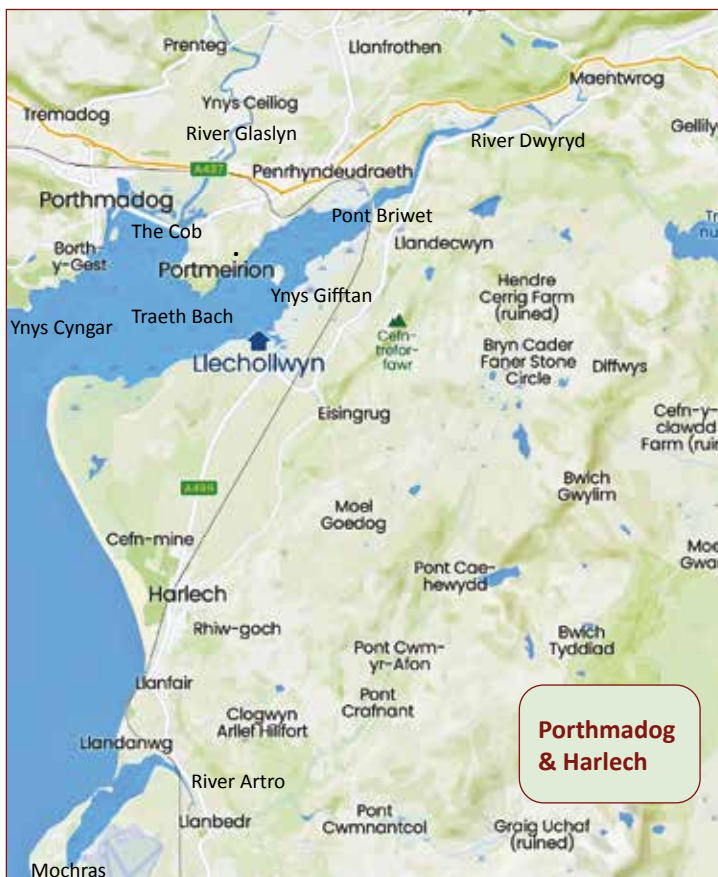 Prenteg
Llanfrothen
Maentwrog
Tremadog
Ynys Ceiliog
River Glaslyn
River Dwyryd
A487
Penrhyndeudraeth
Porthmadog
Pont Briwet
The Cob
Borth-
y-Gest
Llandecwyn
Portmeirion
Ynys Gifftan
Hendre
Cerrig Farm
(ruined)
Ynys Cyngar
Traeth Bach
Cefn-
trefor-
fawr
Bryn Cader
Faner Stone
Circle
Diffwys
Llechollwyn
Eisingrug
Cefn-y-
clawdd
A496
Bwlch
Gwylim
Moel
Goedog
Cefn-mine
Pont Cae-
hewydd
Harlech
Rhiw-goch
Bwlch
Tyddiad
Pont Cwm-
yr-Afon
Llanfair
Pont
Crafnant
Clogwyn
Arllef Hillfort
Porthmadog
& Harlech
Llandanwg
River Artro
Llanbedr
Pont
Cwmnantcol
Graig Uchaf
(ruined)
Mochras